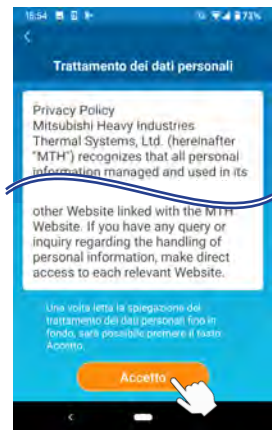 15:54
73%
Trattamento dei dati personali
Privacy Policy
Mitsubishi Heavy Industries
Thermal Systems, Ltd. (hereinafter
"MTH") recognizes that all personal
information managed and used in its
other Website linked with the MTH
Website. If you have any query or
inquiry regarding the handling of
personal information, make direct
access to each relevant Website.
Una volta letta la spiegazione del
trattamento dei dati personali fino in
fondo, sarà possibile premere il tasto
Accetto.
Accetto